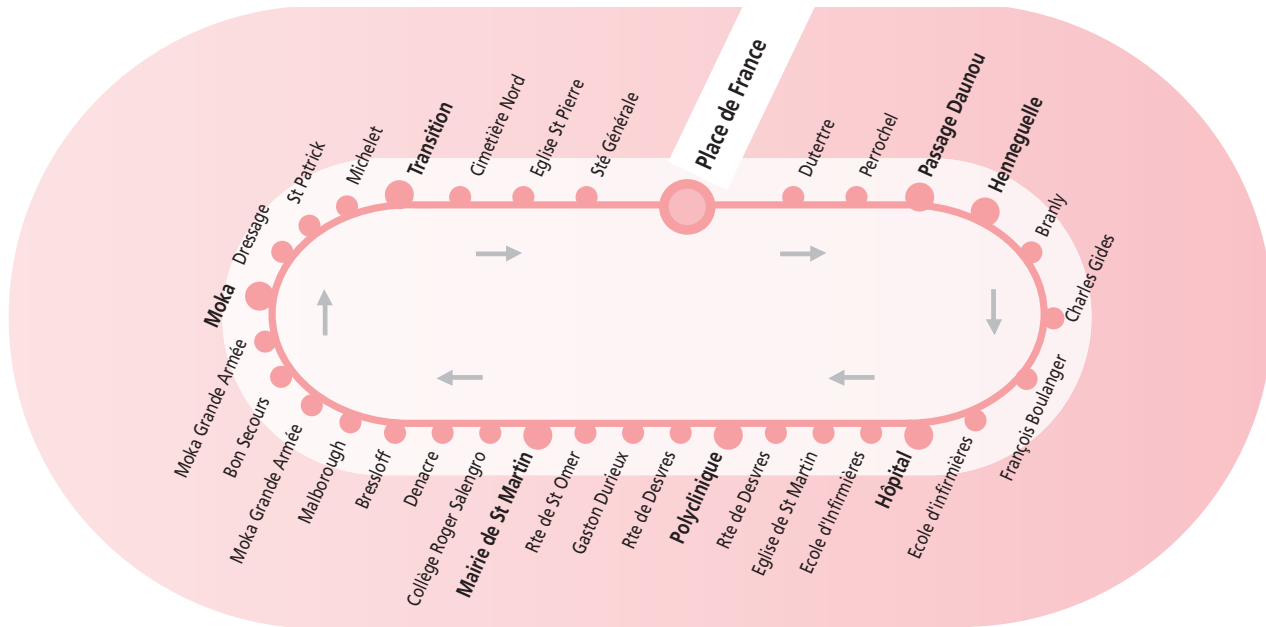 Place de France
Dutertre
Perrochel
Passage Daunou
Henneguelle
Branly
Charles Gides
François Boulanger
Ecole d'infirmières
Hôpital
Ecole d'Infirmières
Eglise de St Martin
Rte de Desvres
Polyclinique
Rte de Desvres
Gaston Durieux
Rte de St Omer
Mairie de St Martin
Collège Roger Salengro
Denacre
Bressloff
Malborough
Moka Grande Armée
Bon Secours
Moka Grande Armée
Moka
Dressage
St Patrick
Michelet
Transition
Cimetière Nord
Eglise St Pierre
Sté Générale